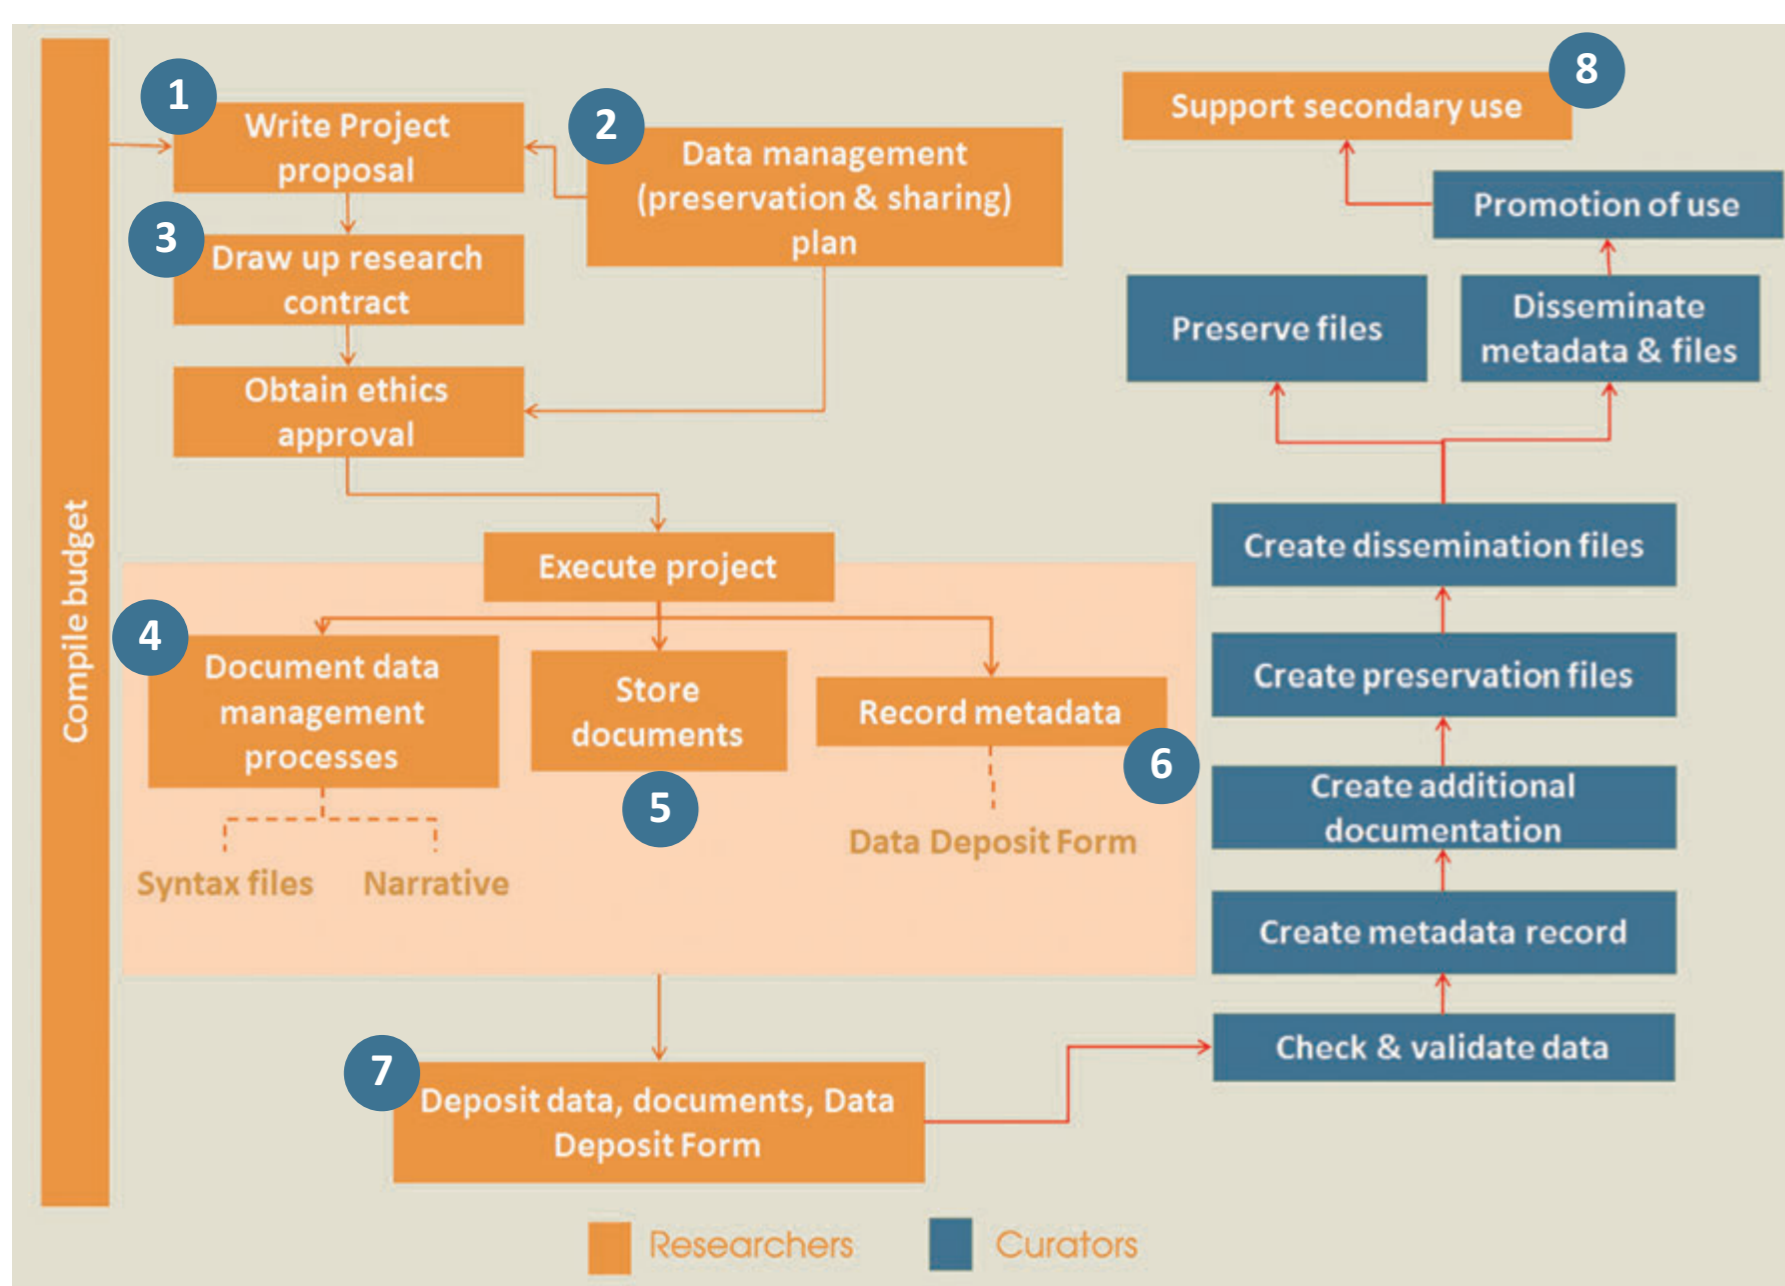 Compile budget
1
Write Project
proposal
2
Data management
(preservation & sharing)
plan
3
Draw up research
contract
Obtain ethics
approval
Execute project
4
Document data
management
processes
Syntax files
Narrative
Store
documents
5
Record metadata
6
Data Deposit Form
7
Deposit data, documents, Data
Deposit Form
Check & validate data
Create metadata record
Create additional
documentation
Create preservation files
Create dissemination files
Preserve files
Disseminate
metadata & files
Promotion of use
8
Support secondary use
Researchers
Curators